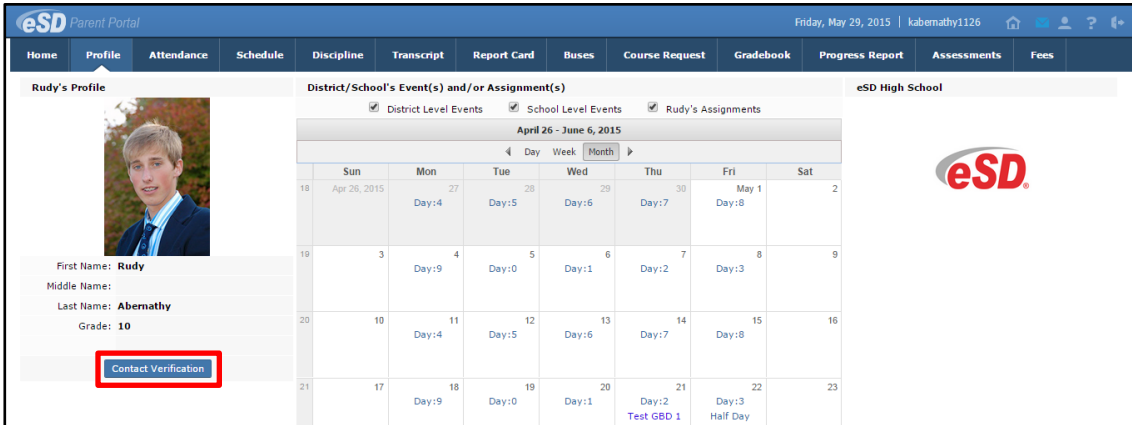 eSD Parent Portal
Friday, May 29, 2015 | kabernathy1126
Home Profile Attendance Schedule Discipline Transcript Report Card Buses Course Request Gradebook Progress Report Assessments Fees
Rudy's Profile
First Name: Rudy
Middle Name:
Last Name: Abernathy
Grade: 10
Contact Verification
District/School's Event(s) and/or Assignment(s)
District Level Events School Level Events Rudy's Assignments
April 26 - June 6, 2015
Day Week Month
Sun Mon Tue Wed Thu Fri Sat
18 Apr 26, 2015 27 28 29 30 May 1 2
Day:4 Day:5 Day:6 Day:7 Day:8
19 3 4 5 6 7 8 9
Day:9 Day:0 Day:1 Day:2 Day:3
20 10 11 12 13 14 15 16
Day:4 Day:5 Day:6 Day:7 Day:8
21 17 18 19 20 21 22 23
Day:9 Day:0 Day:1 Day:2 Day:3
Test GBD 1 Half Day
eSD High School
eSD®